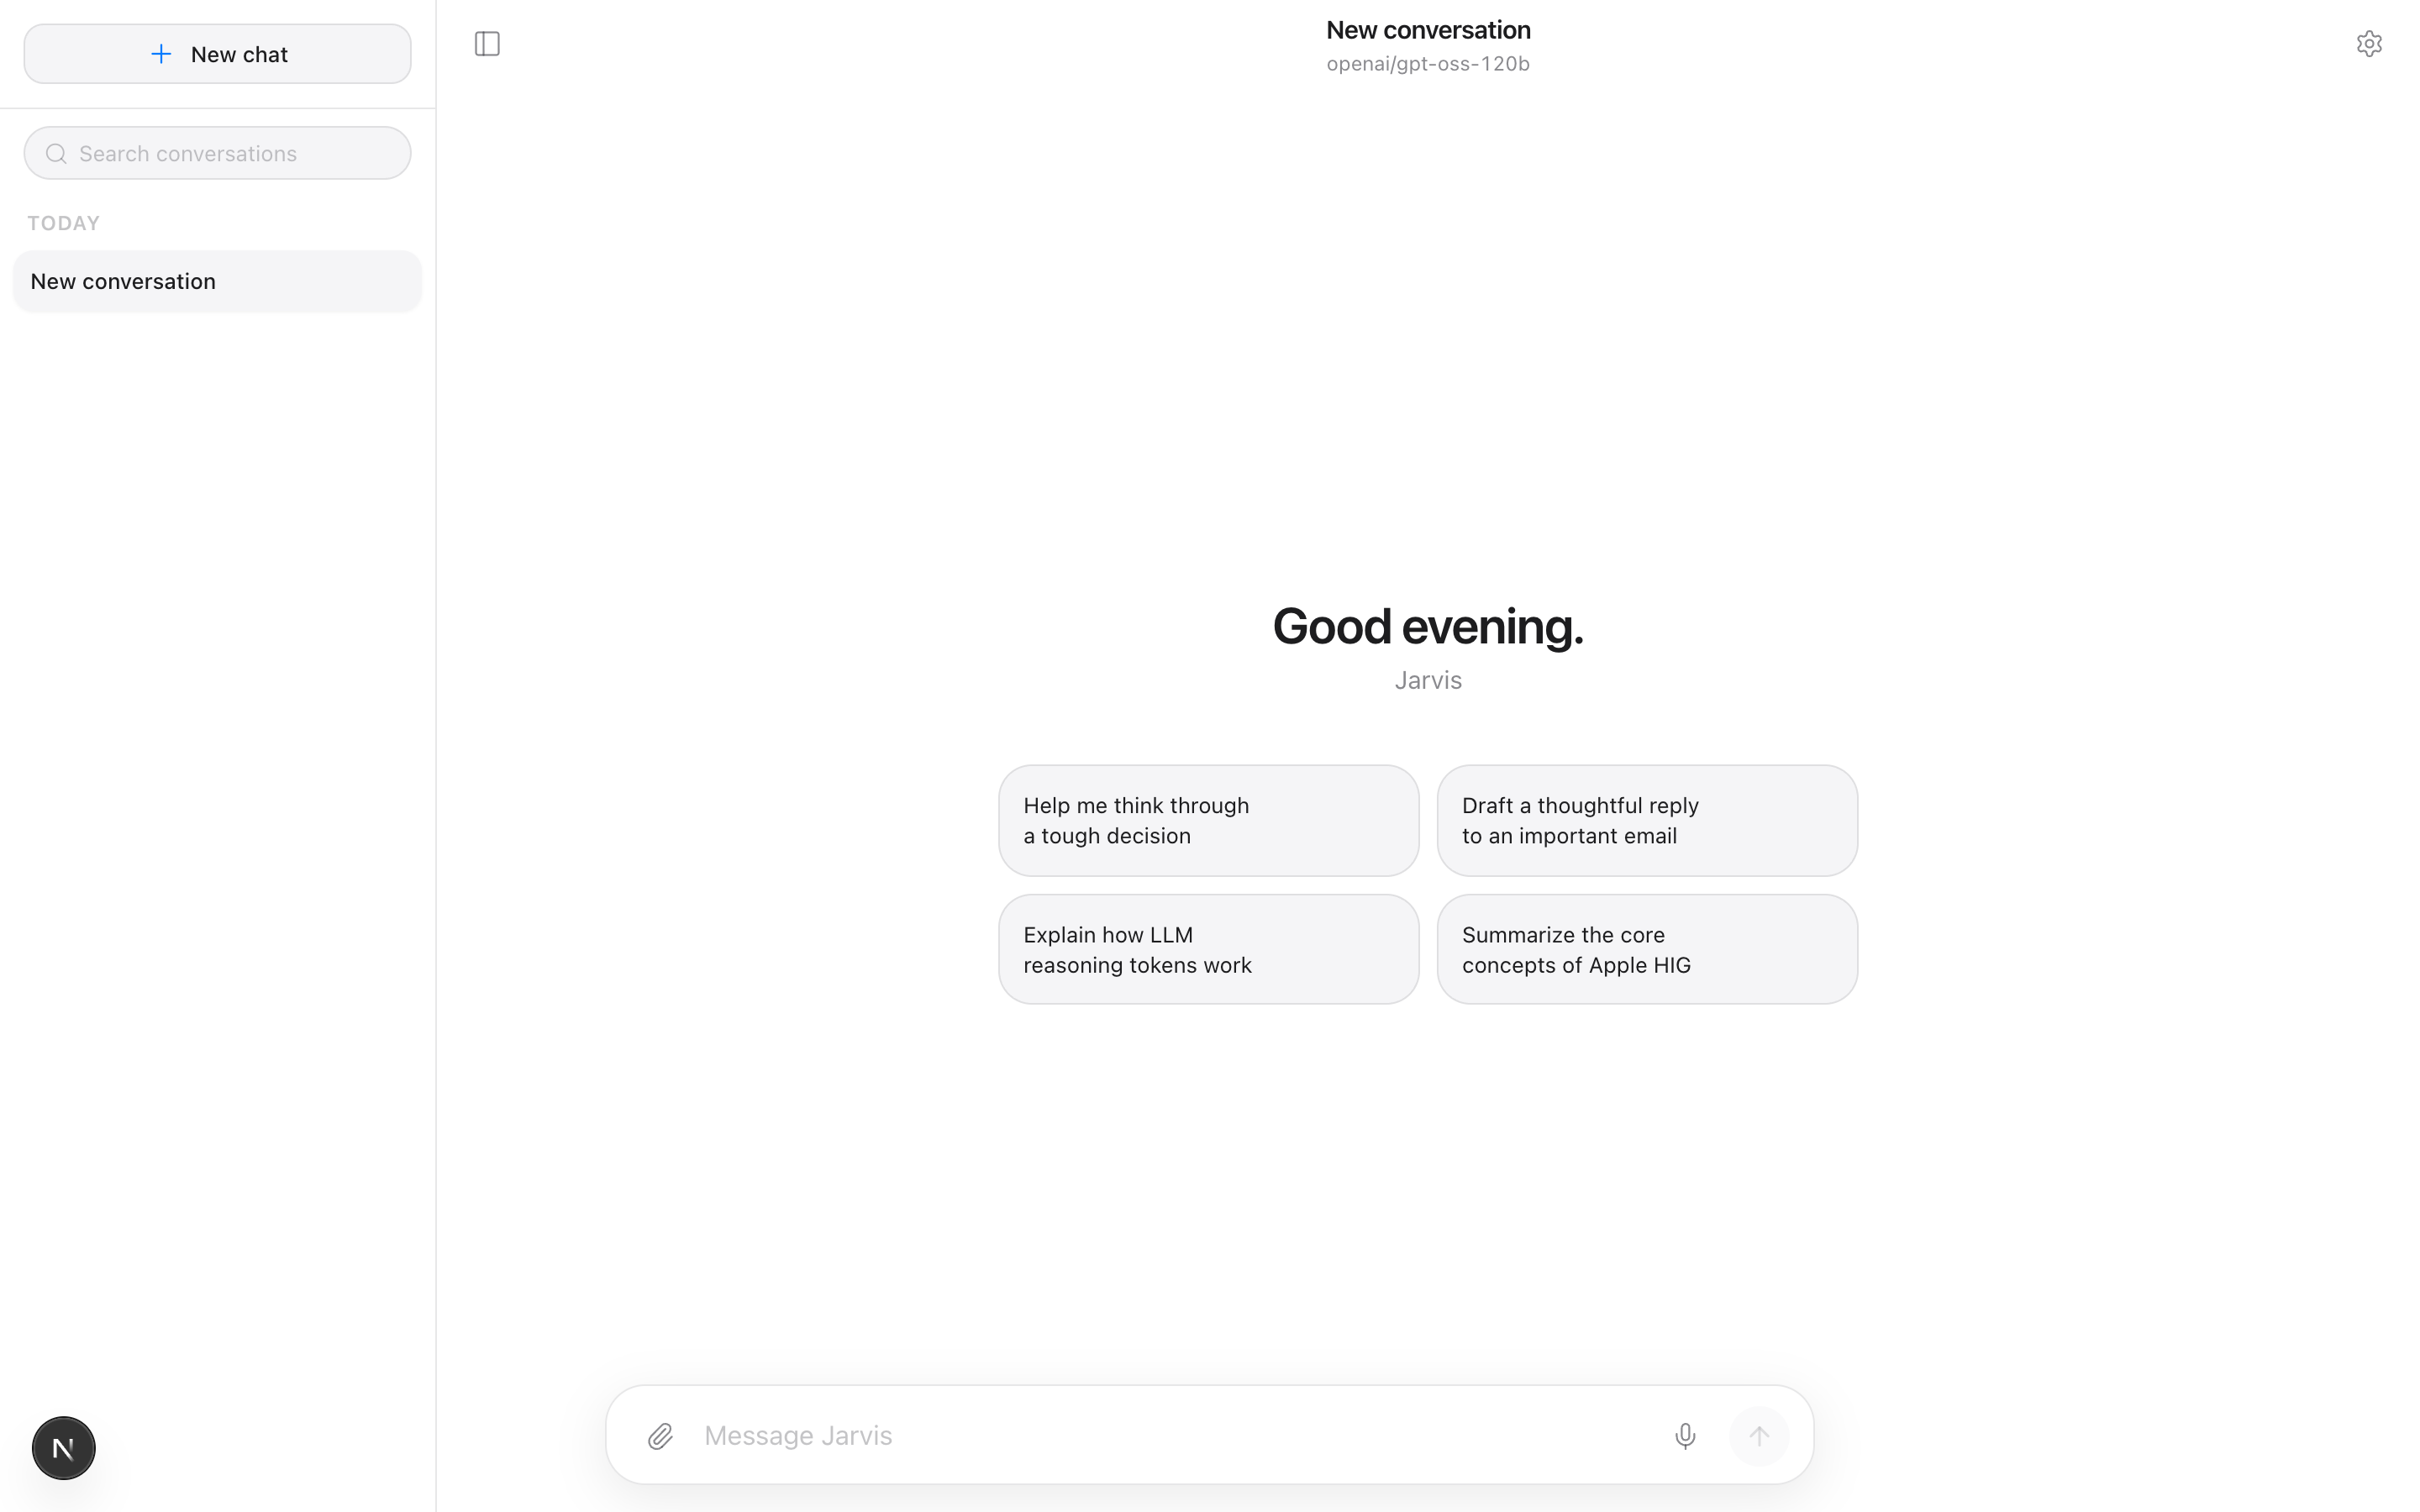 New chat
Search conversations
TODAY
New conversation
New conversation
openai/gpt-oss-120b
Good evening.
Jarvis
Help me think through
a tough decision
Draft a thoughtful reply
to an important email
Explain how LLM
reasoning tokens work
Summarize the core
concepts of Apple HIG
Message Jarvis
N